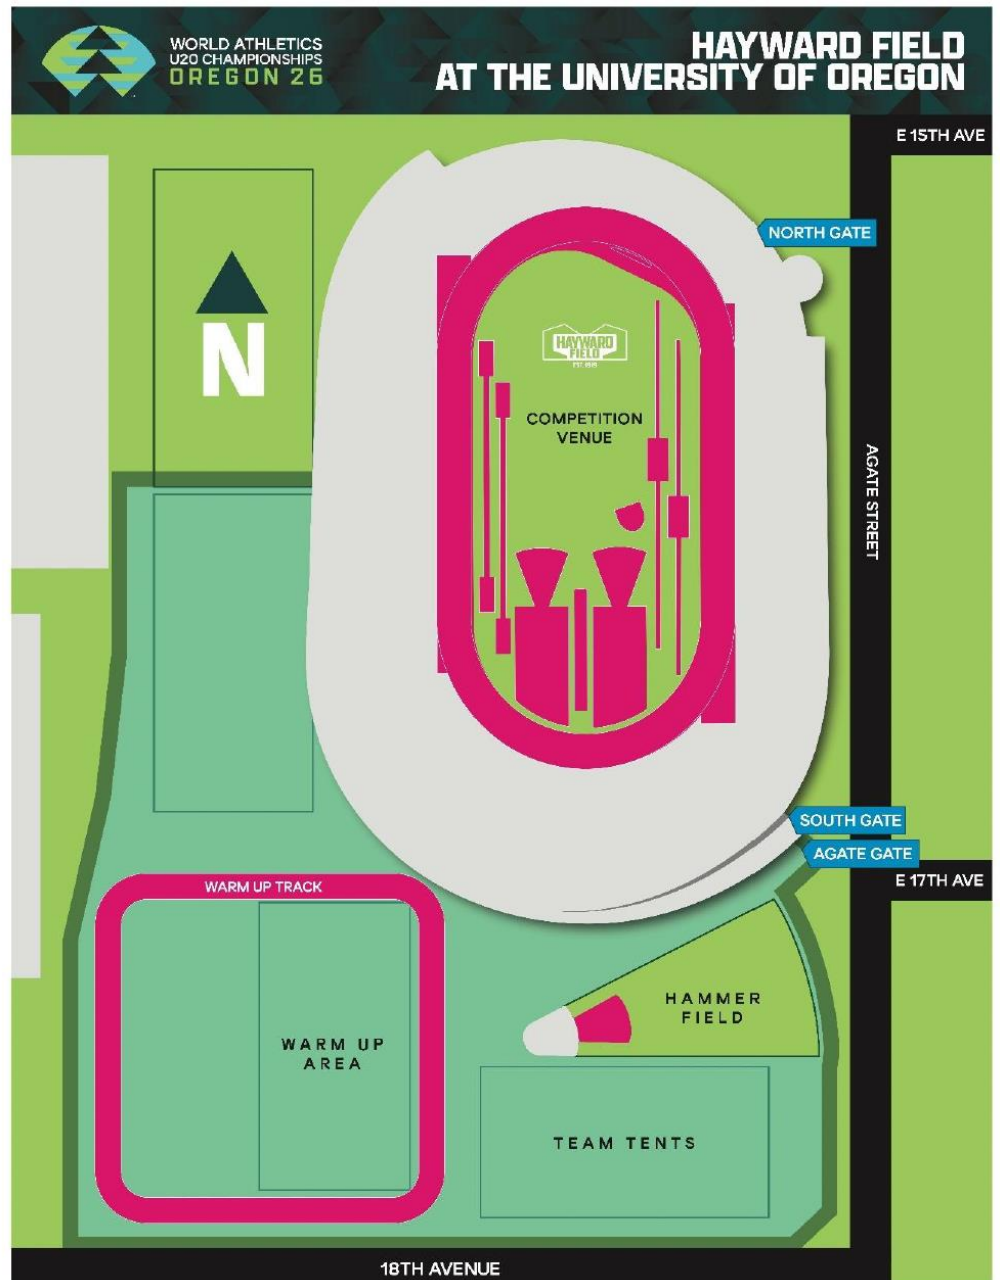 WORLD ATHLETICS
U20 CHAMPIONSHIPS
OREGON 26
HAYWARD FIELD
AT THE UNIVERSITY OF OREGON
E 15TH AVE
NORTH GATE
N
HAYWARD
FIELD
COMPETITION
VENUE
AGATE STREET
SOUTH GATE
AGATE GATE
E 17TH AVE
WARM UP TRACK
HAMMER
FIELD
WARM UP
AREA
TEAM TENTS
18TH AVENUE